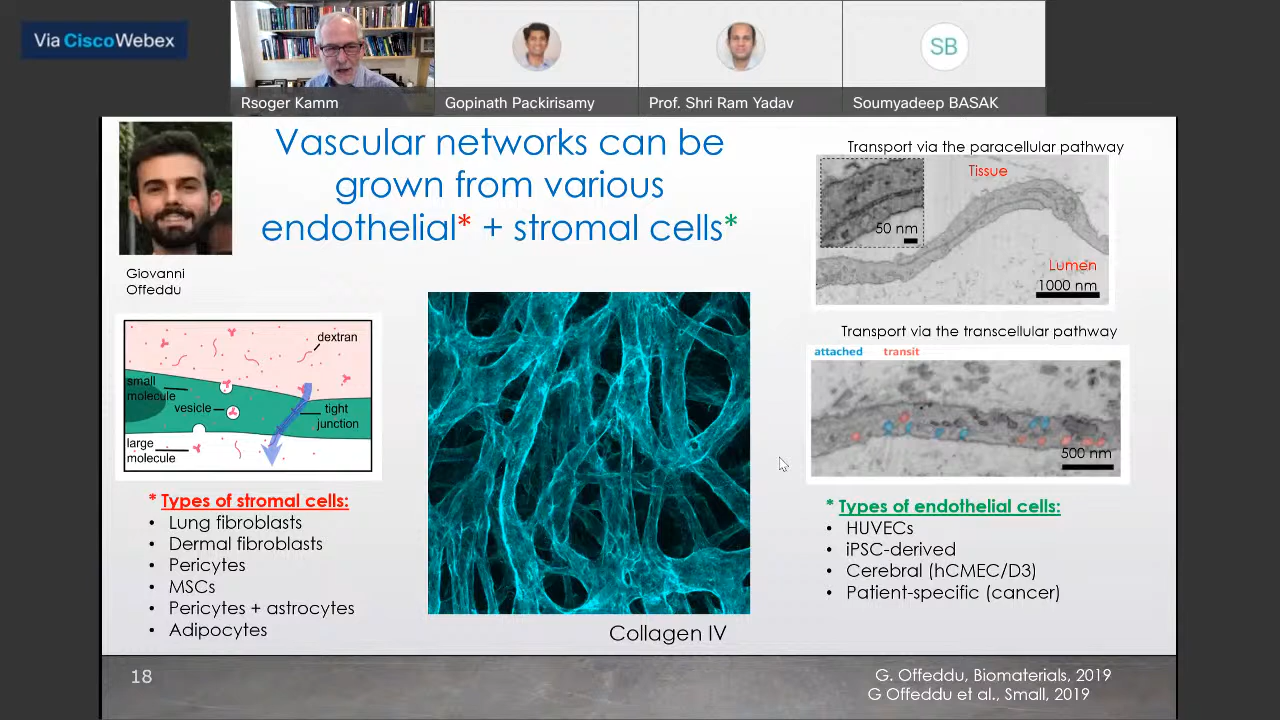 Via CiscoWebex
Rsoger Kamm
Gopinath Packirisamy
Prof. Shri Ram Yadav
SB
Soumyadeep BASAK
Vascular networks can be
grown from various
endothelial* + stromal cells*
Giovanni
Offeddu
dextran
small
molecule
vesicle
tight
junction
large
molecule
* Types of stromal cells:
• Lung fibroblasts
• Dermal fibroblasts
• Pericytes
• MSCs
• Pericytes + astrocytes
• Adipocytes
Collagen IV
Transport via the paracellular pathway
Tissue
50 nm
Lumen
1000 nm
Transport via the transcellular pathway
attached transit
500 nm
* Types of endothelial cells:
• HUVECs
• iPSC-derived
• Cerebral (hCMEC/D3)
• Patient-specific (cancer)
18
G. Offeddu, Biomaterials, 2019
G Offeddu et al., Small, 2019